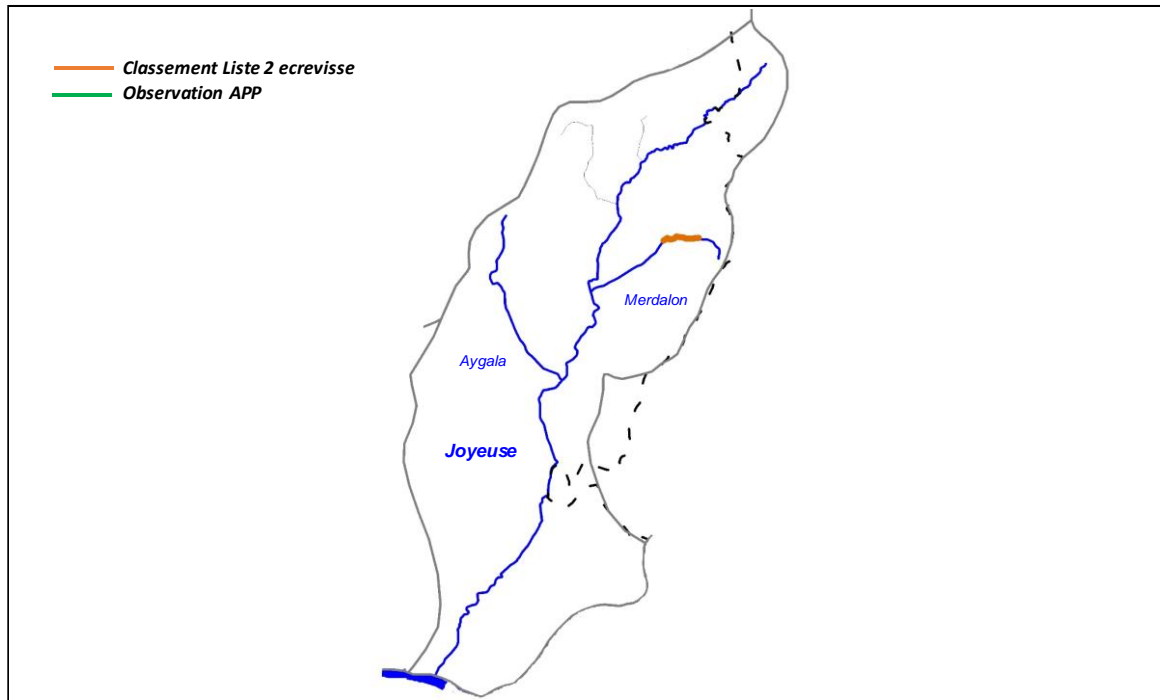 Classement Liste 2 ecrevisse
Observation APP
Merdalon
Aygala
Joyeuse